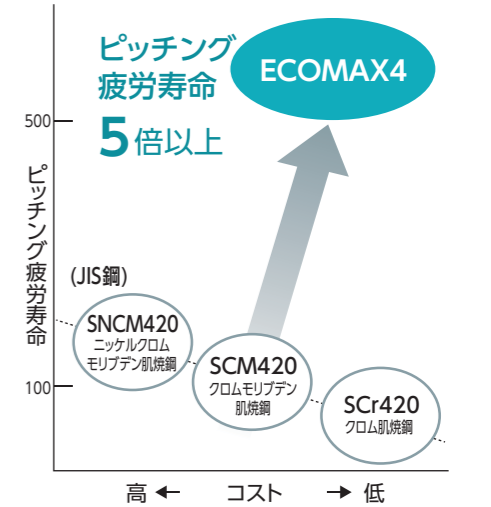 ピッチング
疲労寿命
5倍以上
ECOMAX4
500
ピッチング疲労寿命
(JIS鋼)
SNCM420
ニッケルクロム
モリブデン肌焼鋼
SCM420
クロムモリブデン
肌焼鋼
SCr420
クロム肌焼鋼
100
高 ← コスト → 低